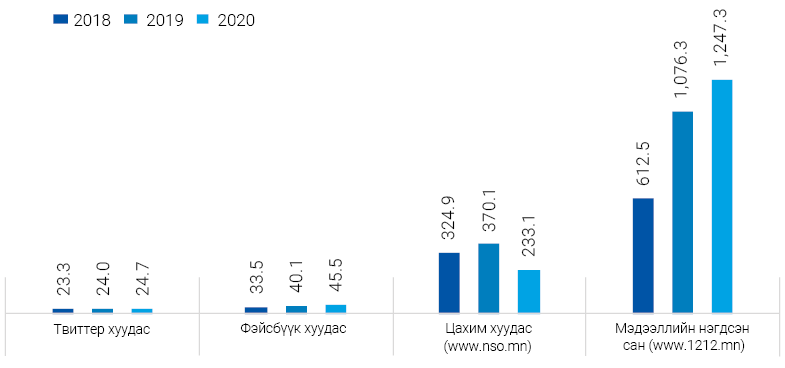 2018 2019 2020
23.3 24.0 24.7
33.5 40.1 45.5
324.9 370.1 233.1
612.5 1,076.3 1,247.3
Твиттер хуудас
Фэйсбүүк хуудас
Цахим хуудас
(www.nso.mn)
Мэдээллийн нэгдсэн
сан (www.1212.mn)